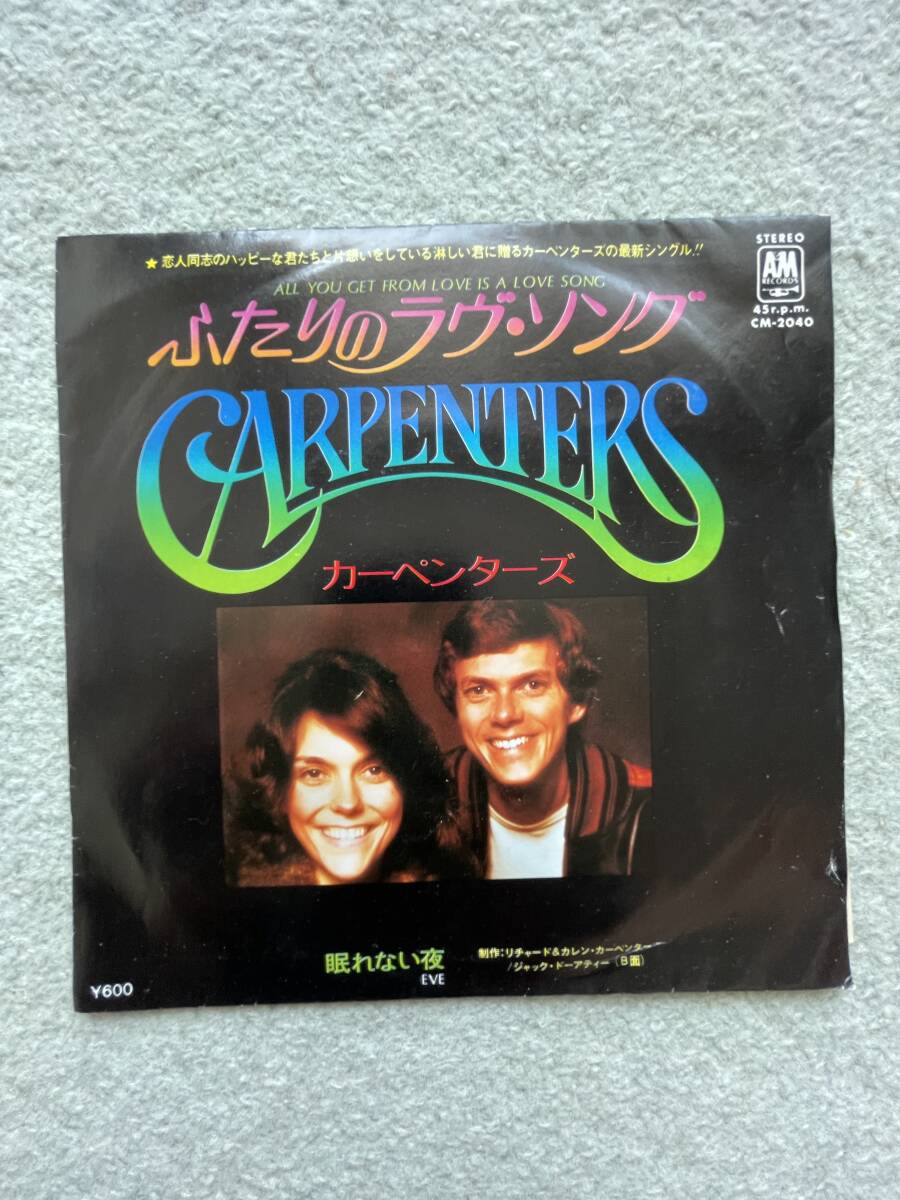 ★ 恋人同志のハッピーな君たちと片想いをしている淋しい君に贈るカーペンターズの最新シングル!!
STEREO
A&M
RECORDS
45r.p.m.
CM-2040
ALL YOU GET FROM LOVE IS A LOVE SONG
ふたりのラヴ・ソング
CARPENTERS
カーペンターズ
眠れない夜
EVE
制作:リチャード&カレン・カーペンター
/ジャック・ドーアティー(B面)
¥600